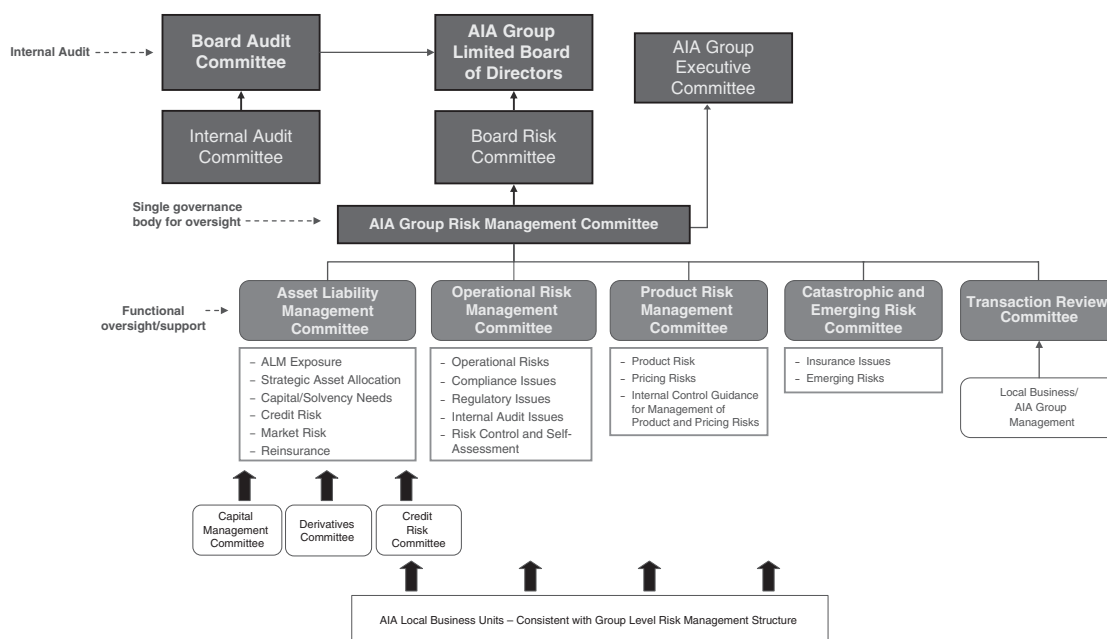 Internal Audit
Board Audit
Committee
AIA Group
Limited Board
of Directors
AIA Group
Executive
Committee
Internal Audit
Committee
Board Risk
Committee
Single governance
body for oversight
AIA Group Risk Management Committee
Functional
oversight/support
Asset Liability
Management
Committee
Operational Risk
Management
Committee
Product Risk
Management
Committee
Catastrophic and
Emerging Risk
Committee
Transaction Review
Committee
– ALM Exposure
– Strategic Asset Allocation
– Capital/Solvency Needs
– Credit Risk
– Market Risk
– Reinsurance
– Operational Risks
– Compliance Issues
– Regulatory Issues
– Internal Audit Issues
– Risk Control and Self-
Assessment
– Product Risk
– Pricing Risks
– Internal Control Guidance
for Management of
Product and Pricing Risks
– Insurance Issues
– Emerging Risks
Local Business/
AIA Group
Management
Capital
Management
Committee
Derivatives
Committee
Credit
Risk
Committee
AIA Local Business Units – Consistent with Group Level Risk Management Structure